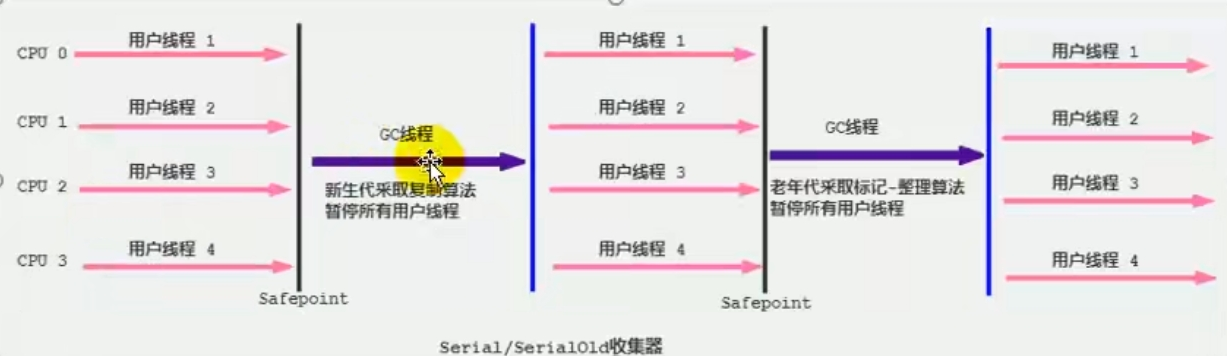 CPU 0
用户线程 1
用户线程 1
用户线程 1
CPU 1
用户线程 2
用户线程 2
用户线程 2
GC线程
GC线程
CPU 2
用户线程 3
用户线程 3
用户线程 3
新生代采取复制算法
暂停所有用户线程
老年代采取标记-整理算法
暂停所有用户线程
CPU 3
用户线程 4
用户线程 4
用户线程 4
Safepoint
Safepoint
Serial/SerialOld收集器